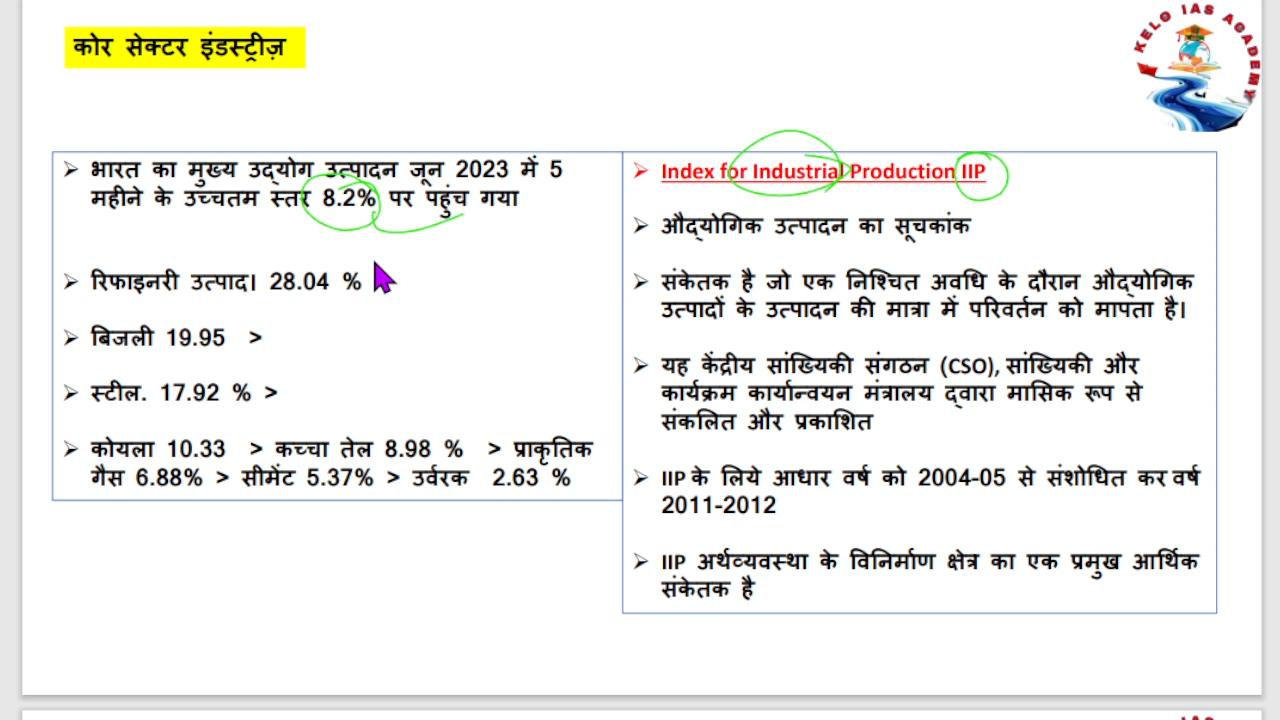 कोर सेक्टर इंडस्ट्रीज़
KELO IAS ACADEMY
भारत का मुख्य उद्योग उत्पादन जून 2023 में 5
महीने के उच्चतम स्तर 8.2% पर पहुंच गया
रिफाइनरी उत्पाद। 28.04 %
बिजली 19.95 >
स्टील. 17.92 % >
कोयला 10.33 > कच्चा तेल 8.98 % > प्राकृतिक
गैस 6.88% > सीमेंट 5.37% > उर्वरक 2.63 %
Index for Industrial Production IIP
औद्योगिक उत्पादन का सूचकांक
संकेतक है जो एक निश्चित अवधि के दौरान औद्योगिक
उत्पादों के उत्पादन की मात्रा में परिवर्तन को मापता है।
यह केंद्रीय सांख्यिकी संगठन (CSO), सांख्यिकी और
कार्यक्रम कार्यान्वयन मंत्रालय द्वारा मासिक रूप से
संकलित और प्रकाशित
IIP के लिये आधार वर्ष को 2004-05 से संशोधित कर वर्ष
2011-2012
IIP अर्थव्यवस्था के विनिर्माण क्षेत्र का एक प्रमुख आर्थिक
संकेतक है